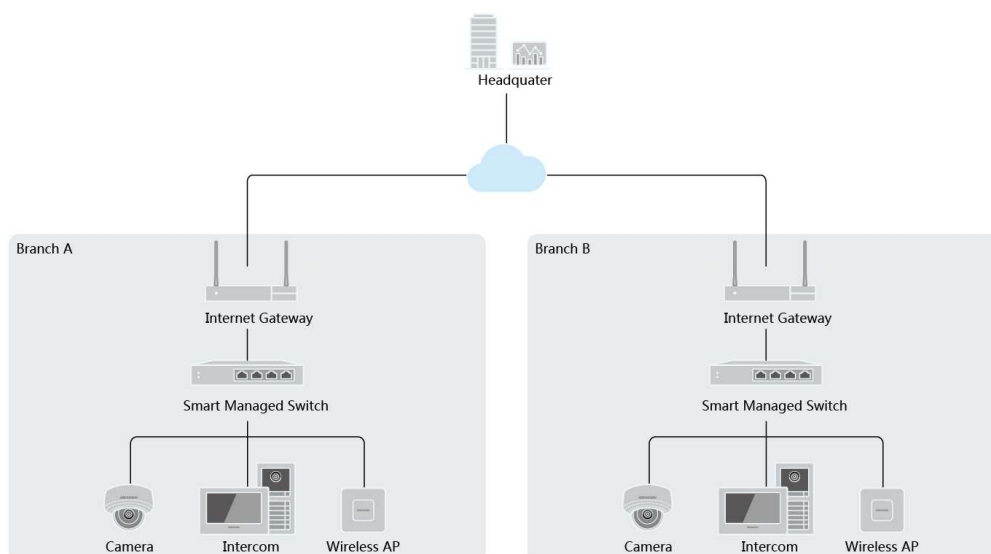 Headquater
Branch A
Branch B
Internet Gateway
Internet Gateway
Smart Managed Switch
Smart Managed Switch
Camera
Intercom
Wireless AP
Camera
Intercom
Wireless AP